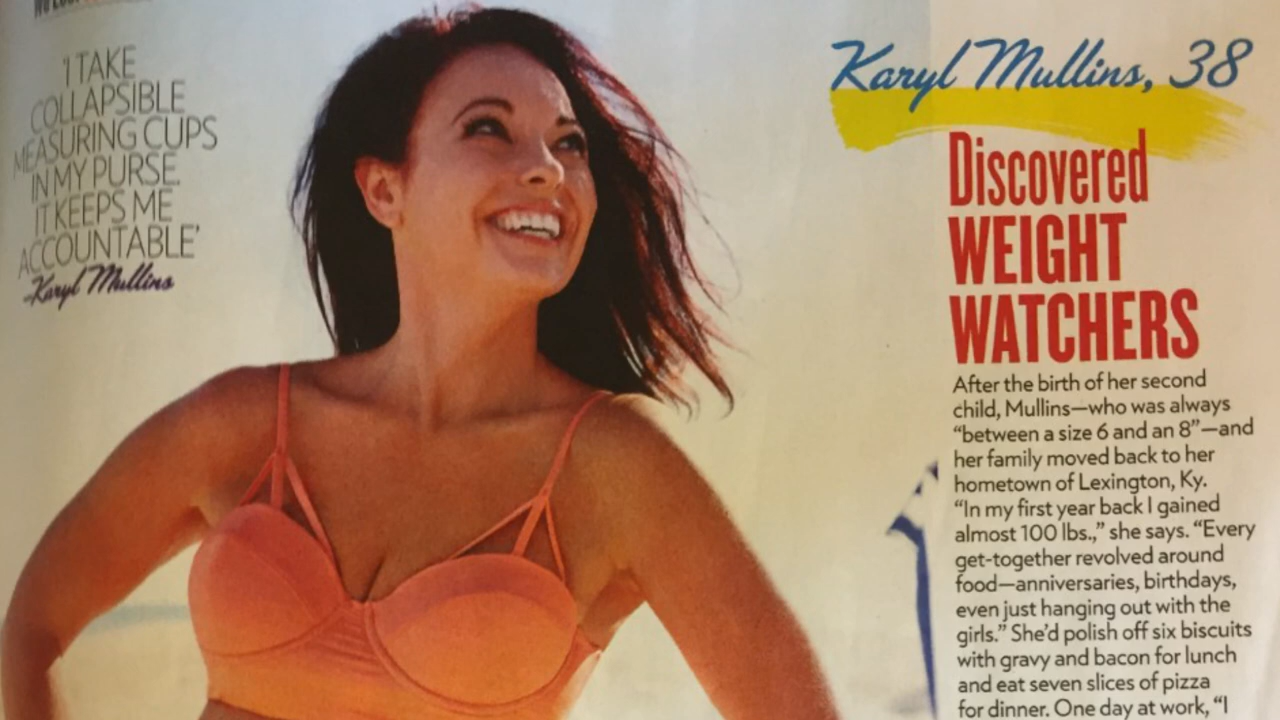 'I TAKE
COLLAPSIBLE
MEASURING CUPS
IN MY PURSE.
IT KEEPS ME
ACCOUNTABLE'
-Karyl Mullins
Karyl Mullins, 38
Discovered
WEIGHT
WATCHERS
After the birth of her second
child, Mullins—who was always
“between a size 6 and an 8”—and
her family moved back to her
hometown of Lexington, Ky.
“In my first year back I gained
almost 100 lbs.,” she says. “Every
get-together revolved around
food—anniversaries, birthdays,
even just hanging out with the
girls.” She’d polish off six biscuits
with gravy and bacon for lunch
and eat seven slices of pizza
for dinner. One day at work, “I